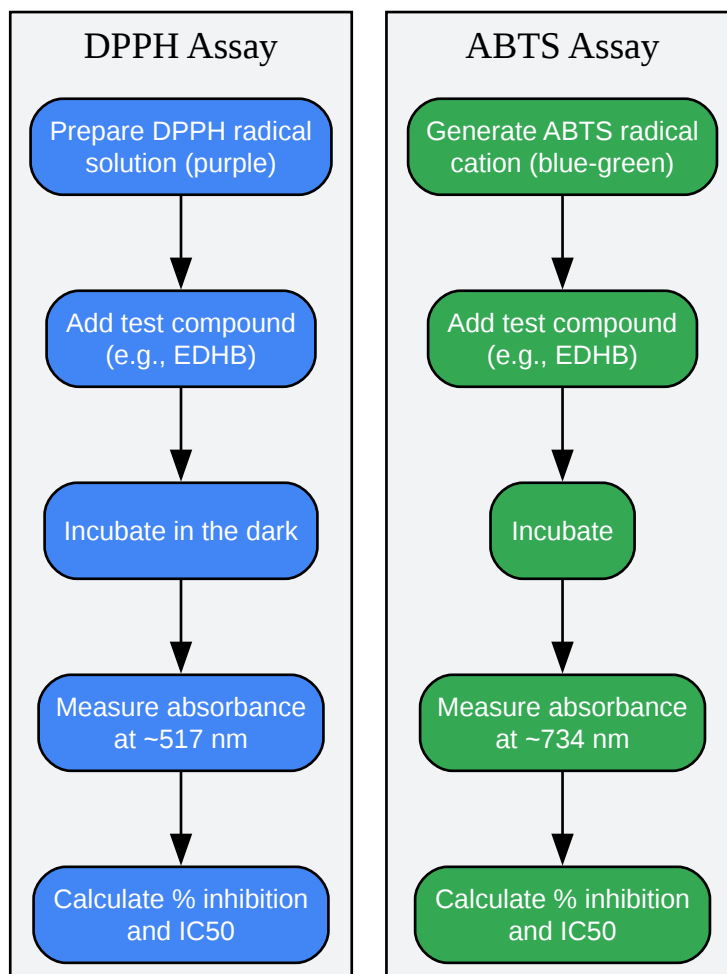 DPPH Assay
Prepare DPPH radical
solution (purple)
Add test compound
(e.g., EDHB)
Incubate in the dark
Measure absorbance
at ~517 nm
Calculate % inhibition
and IC50
ABTS Assay
Generate ABTS radical
cation (blue-green)
Add test compound
(e.g., EDHB)
Incubate
Measure absorbance
at ~734 nm
Calculate % inhibition
and IC50